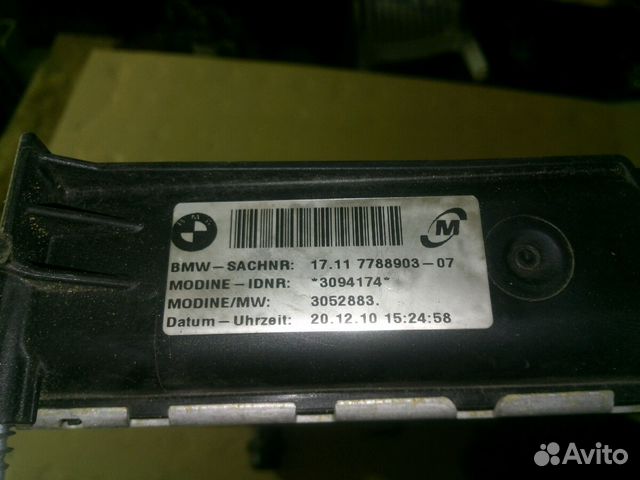 BMW
M
BMW-SACHNR: 17.11 7788903-07
MODINE-IDNR: *3094174*
MODINE/MW: 3052883.
Datum-Uhrzeit: 20.12.10 15:24:58
Avito